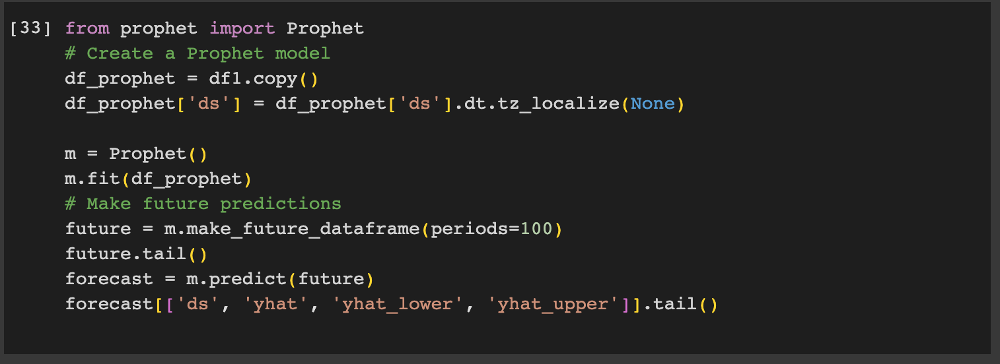 [33] from prophet import Prophet
# Create a Prophet model
df_prophet = df1.copy()
df_prophet['ds'] = df_prophet['ds'].dt.tz_localize(None)
m = Prophet()
m.fit(df_prophet)
# Make future predictions
future = m.make_future_dataframe(periods=100)
future.tail()
forecast = m.predict(future)
forecast[['ds', 'yhat', 'yhat_lower', 'yhat_upper']].tail()